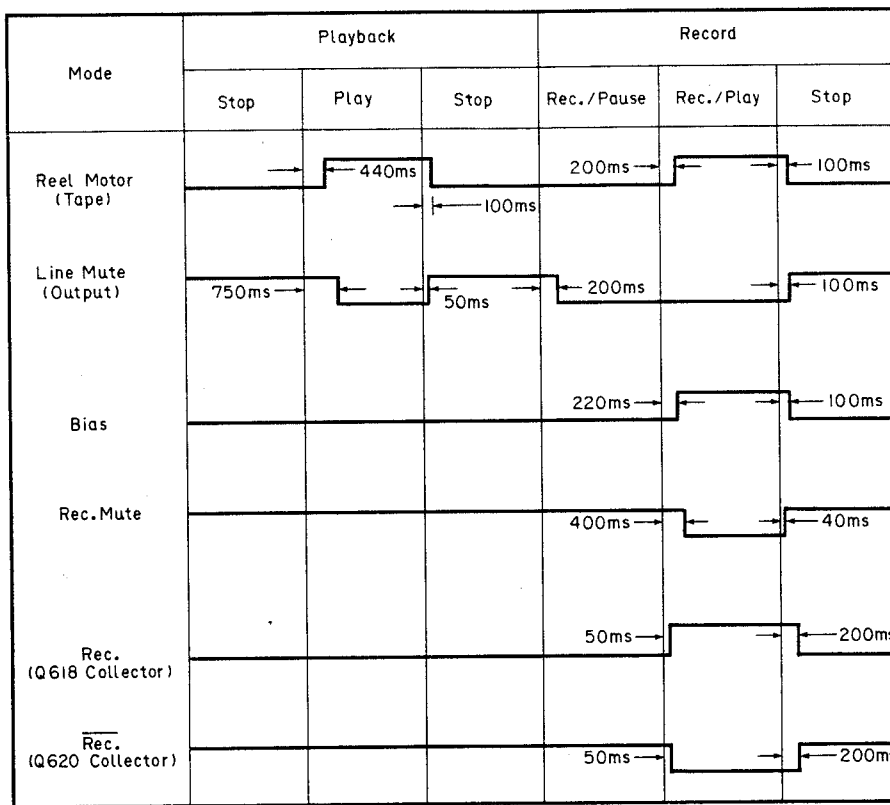 Mode
Playback
Record
Stop
Play
Stop
Rec./Pause
Rec./Play
Stop
Reel Motor
(Tape)
440ms
100ms
200ms
100ms
Line Mute
(Output)
750ms
50ms
200ms
100ms
Bias
220ms
100ms
Rec.Mute
400ms
40ms
Rec.
(Q618 Collector)
50ms
200ms
Rec.
(Q620 Collector)
50ms
200ms